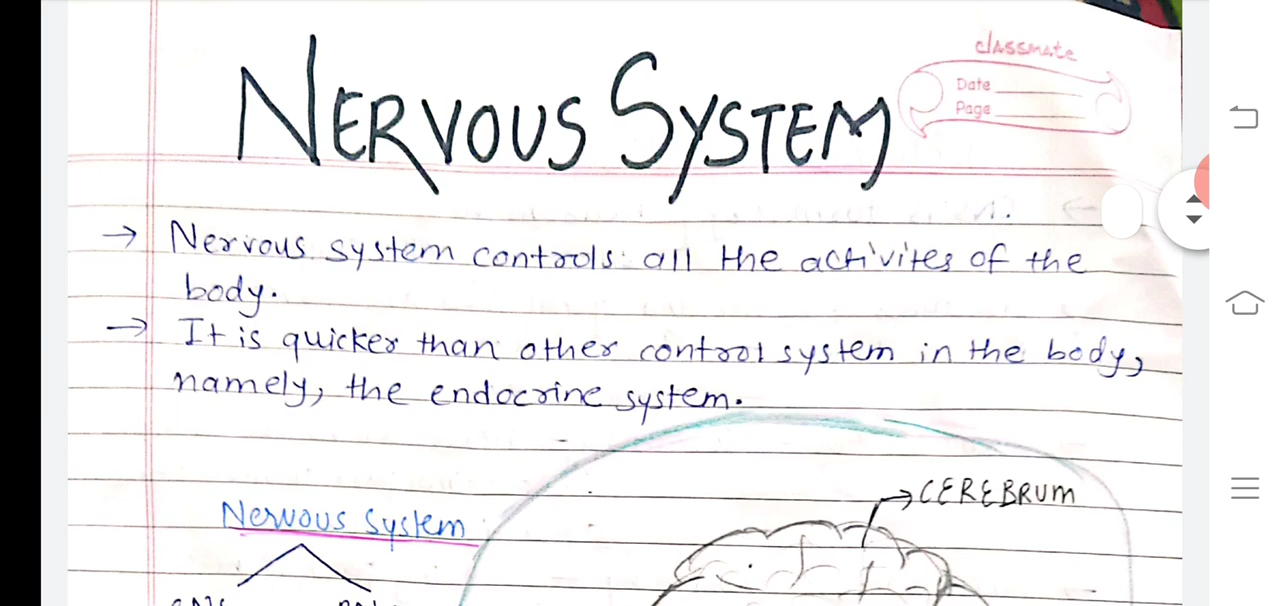 classmate
Date
Page
NERVOUS SYSTEM
→ Nervous system controls all the activites of the
body.
→ It is quicker than other control system in the body,
namely, the endocrine system.
CEREBRUM
Nervous System